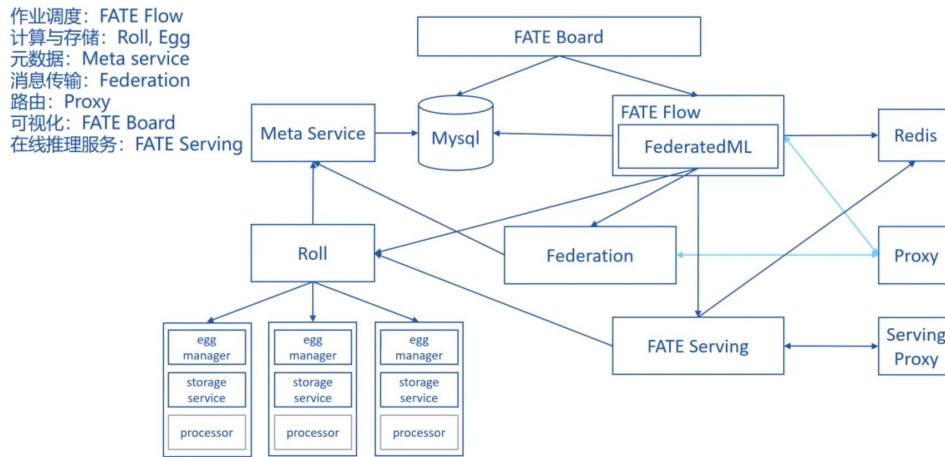 作业调度：FATE Flow
计算与存储：Roll, Egg
元数据：Meta service
消息传输：Federation
路由：Proxy
可视化：FATE Board
在线推理服务：FATE Serving
FATE Board
Meta Service
Mysql
FATE Flow
FederatedML
Redis
Roll
Federation
Proxy
egg
manager
storage
service
processor
egg
manager
storage
service
processor
egg
manager
storage
service
processor
FATE Serving
Serving
Proxy